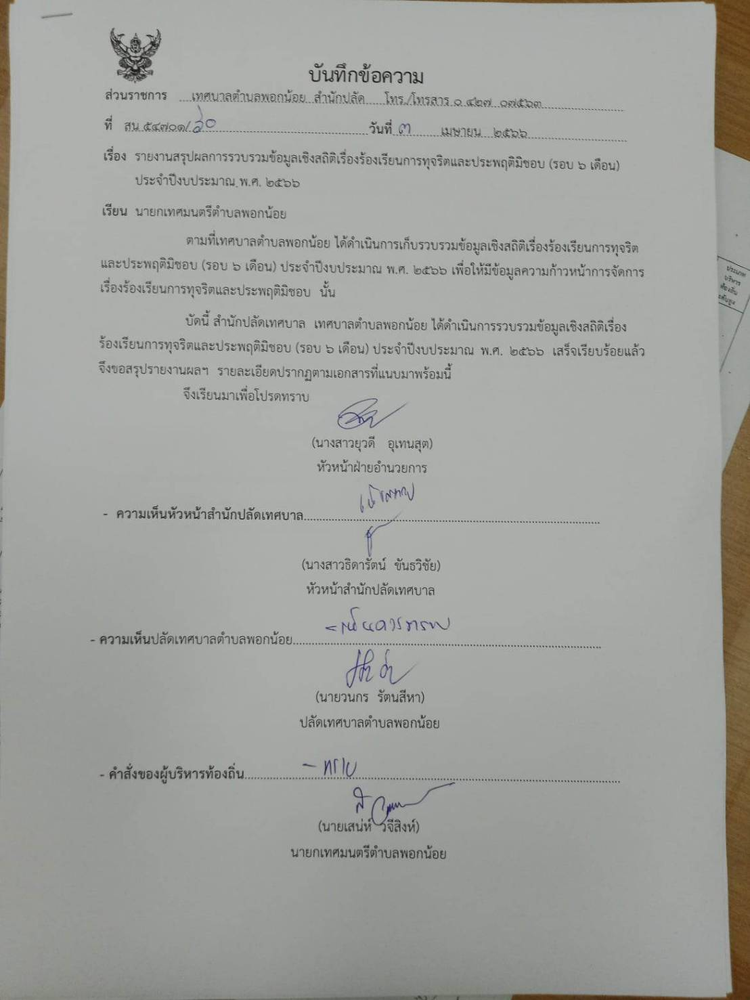 บันทึกข้อความ
ส่วนราชการ ....เทศบาลตำบลพอกน้อย สำนักปลัด โทร./โทรสาร ๐ ๔๒๗ ๐๗๕๖๓
ที่ สน ๕๔๗๐๑/ วันที่ ๓ เมษายน ๒๕๖๖
เรื่อง รายงานสรุปผลการรวบรวมข้อมูลเชิงสถิติเรื่องร้องเรียนการทุจริตและประพฤติมิชอบ (รอบ ๖ เดือน)
ประจำปีงบประมาณ พ.ศ. ๒๕๖๖
เรียน นายกเทศมนตรีตำบลพอกน้อย
ตามที่เทศบาลตำบลพอกน้อย ได้ดำเนินการเก็บรวบรวมข้อมูลเชิงสถิติเรื่องร้องเรียนการทุจริต
และประพฤติมิชอบ (รอบ ๖ เดือน) ประจำปีงบประมาณ พ.ศ. ๒๕๖๖ เพื่อให้มีข้อมูลความก้าวหน้าการจัดการ
เรื่องร้องเรียนการทุจริตและประพฤติมิชอบ นั้น
บัดนี้ สำนักปลัดเทศบาล เทศบาลตำบลพอกน้อย ได้ดำเนินการรวบรวมข้อมูลเชิงสถิติเรื่อง
ร้องเรียนการทุจริตและประพฤติมิชอบ (รอบ ๖ เดือน) ประจำปีงบประมาณ พ.ศ. ๒๕๖๖ เสร็จเรียบร้อยแล้ว
จึงขอสรุปรายงานผลฯ รายละเอียดปรากฏตามเอกสารที่แนบมาพร้อมนี้
จึงเรียนมาเพื่อโปรดทราบ
(นางสาวยุวดี อุเทนสุต)
หัวหน้าฝ่ายอำนวยการ
- ความเห็นหัวหน้าสำนักปลัดเทศบาล
(นางสาวธิดารัตน์ ขันธวิชัย)
หัวหน้าสำนักปลัดเทศบาล
- ความเห็นปลัดเทศบาลตำบลพอกน้อย - เห็นควรทราบ
(นายวนกร รัตนสีหา)
ปลัดเทศบาลตำบลพอกน้อย
- คำสั่งของผู้บริหารท้องถิ่น - ทราบ
(นายเสน่ห์ วจีสิงห์)
นายกเทศมนตรีตำบลพอกน้อย
ประเภท
บริหาร
ท้องถิ่น
ระดับสูง